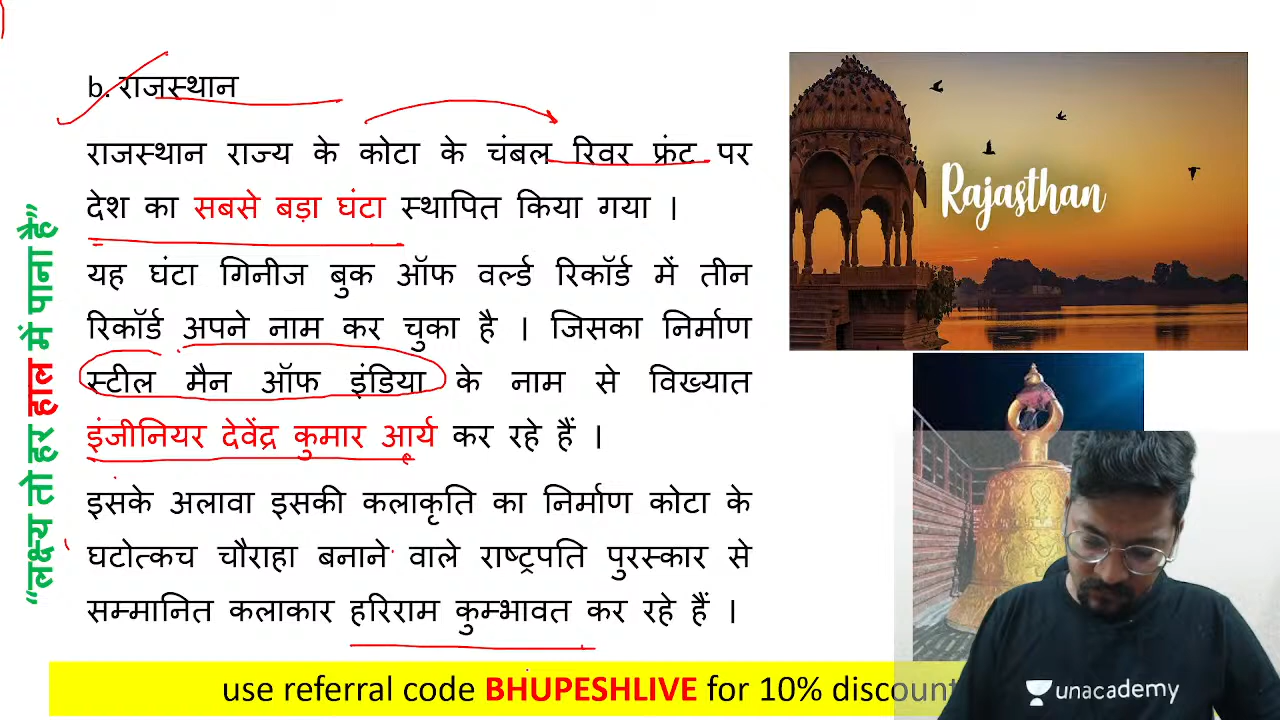 b. राजस्थान
राजस्थान राज्य के कोटा के चंबल रिवर फ्रंट पर
देश का सबसे बड़ा घंटा स्थापित किया गया ।
यह घंटा गिनीज बुक ऑफ वर्ल्ड रिकॉर्ड में तीन
रिकॉर्ड अपने नाम कर चुका है । जिसका निर्माण
स्टील मैन ऑफ इंडिया के नाम से विख्यात
इंजीनियर देवेंद्र कुमार आर्य कर रहे हैं ।
इसके अलावा इसकी कलाकृति का निर्माण कोटा के
घटोत्कच चौराहा बनाने वाले राष्ट्रपति पुरस्कार से
सम्मानित कलाकार हरिराम कुम्भावत कर रहे हैं ।
"लक्ष्य तो हर हाल में पाना है"
Rajasthan
unacademy
use referral code BHUPESHLIVE for 10% discount